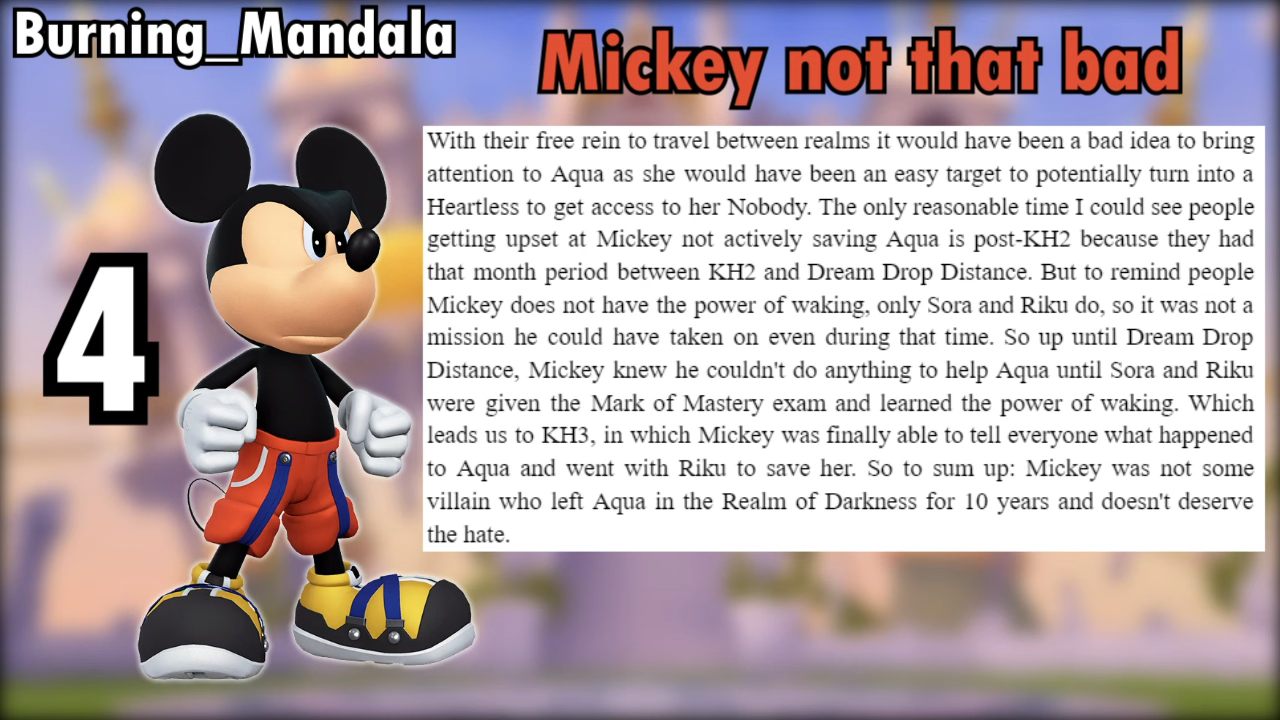 Burning_Mandala
Mickey not that bad
4
With their free rein to travel between realms it would have been a bad idea to bring
attention to Aqua as she would have been an easy target to potentially turn into a
Heartless to get access to her Nobody. The only reasonable time I could see people
getting upset at Mickey not actively saving Aqua is post-KH2 because they had
that month period between KH2 and Dream Drop Distance. But to remind people
Mickey does not have the power of waking, only Sora and Riku do, so it was not a
mission he could have taken on even during that time. So up until Dream Drop
Distance, Mickey knew he couldn't do anything to help Aqua until Sora and Riku
were given the Mark of Mastery exam and learned the power of waking. Which
leads us to KH3, in which Mickey was finally able to tell everyone what happened
to Aqua and went with Riku to save her. So to sum up: Mickey was not some
villain who left Aqua in the Realm of Darkness for 10 years and doesn't deserve
the hate.